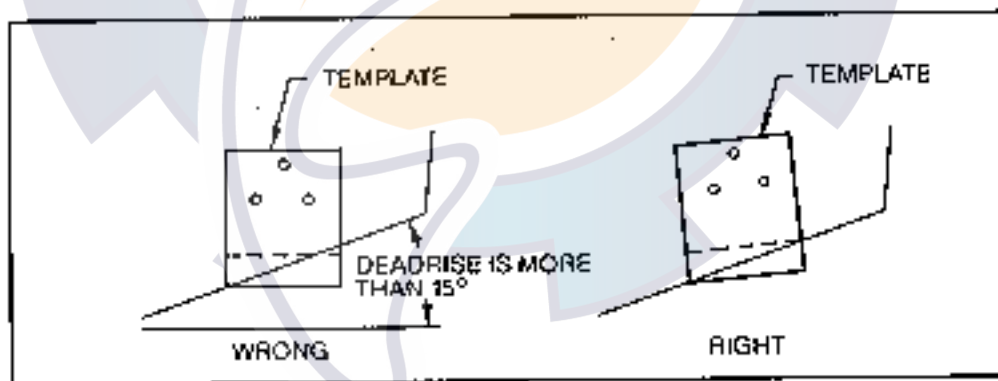 TEMPLATE
TEMPLATE
DEADRISE IS MORE
THAN 15°
WRONG
RIGHT